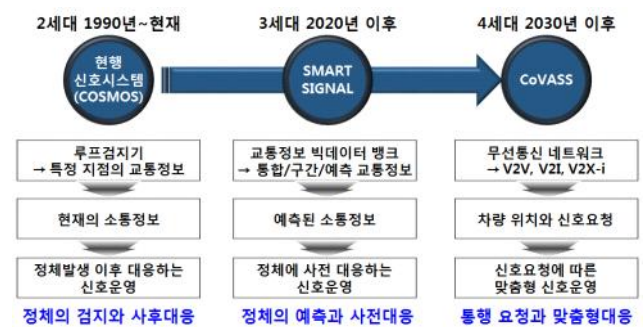 2세대 1990년~현재
현행
신호시스템
(COSMOS)
루프검지기
→ 특정 지점의 교통정보
현재의 소통정보
정체발생 이후 대응하는
신호운영
정체의 검지와 사후대응
3세대 2020년 이후
SMART
SIGNAL
교통정보 빅데이터 뱅크
→ 통합/구간/예측 교통정보
예측된 소통정보
정체에 사전 대응하는
신호운영
정체의 예측과 사전대응
4세대 2030년 이후
CoVASS
무선통신 네트워크
→ V2V, V2I, V2X-i
차량 위치와 신호요청
신호요청에 따른
맞춤형 신호운영
통행 요청과 맞춤형대응